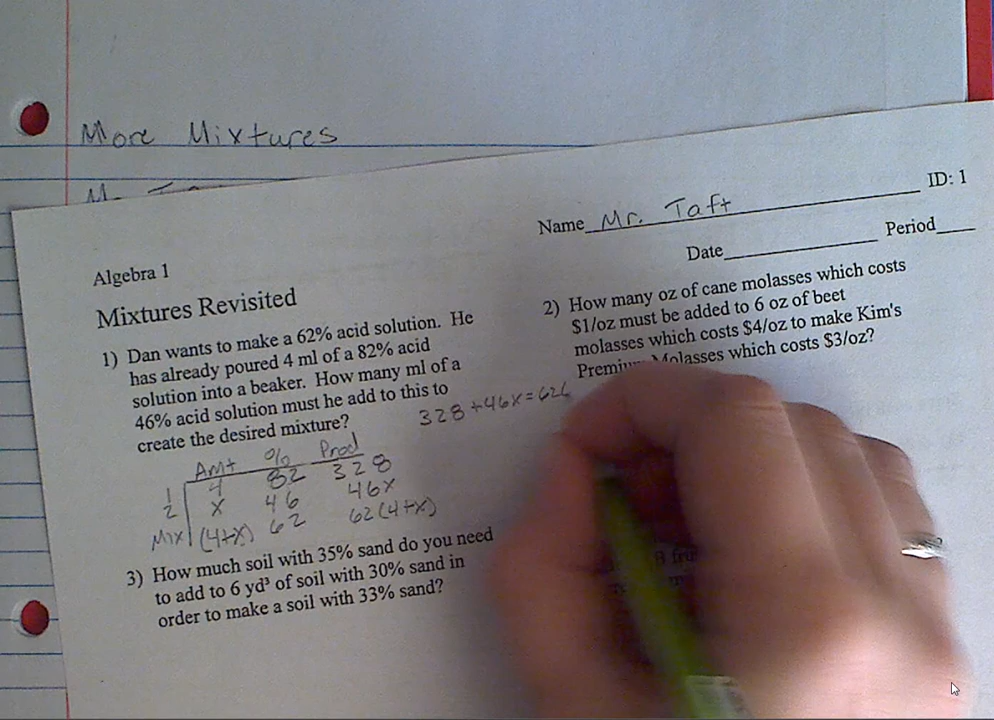 More Mixtures
Name Mr. Taft ID: 1
Date Period
Algebra 1
Mixtures Revisited
1) Dan wants to make a 62% acid solution. He
has already poured 4 ml of a 82% acid
solution into a beaker. How many ml of a
46% acid solution must he add to this to
create the desired mixture?
328 + 46x = 62(
Amt % Prod
1 4 82 328
2 x 46 46x
Mix (4+x) 62 62(4+x)
2) How many oz of cane molasses which costs
$1/oz must be added to 6 oz of beet
molasses which costs $4/oz to make Kim's
Molasses which costs $3/oz?
3) How much soil with 35% sand do you need
to add to 6 yd³ of soil with 30% sand in
order to make a soil with 33% sand?